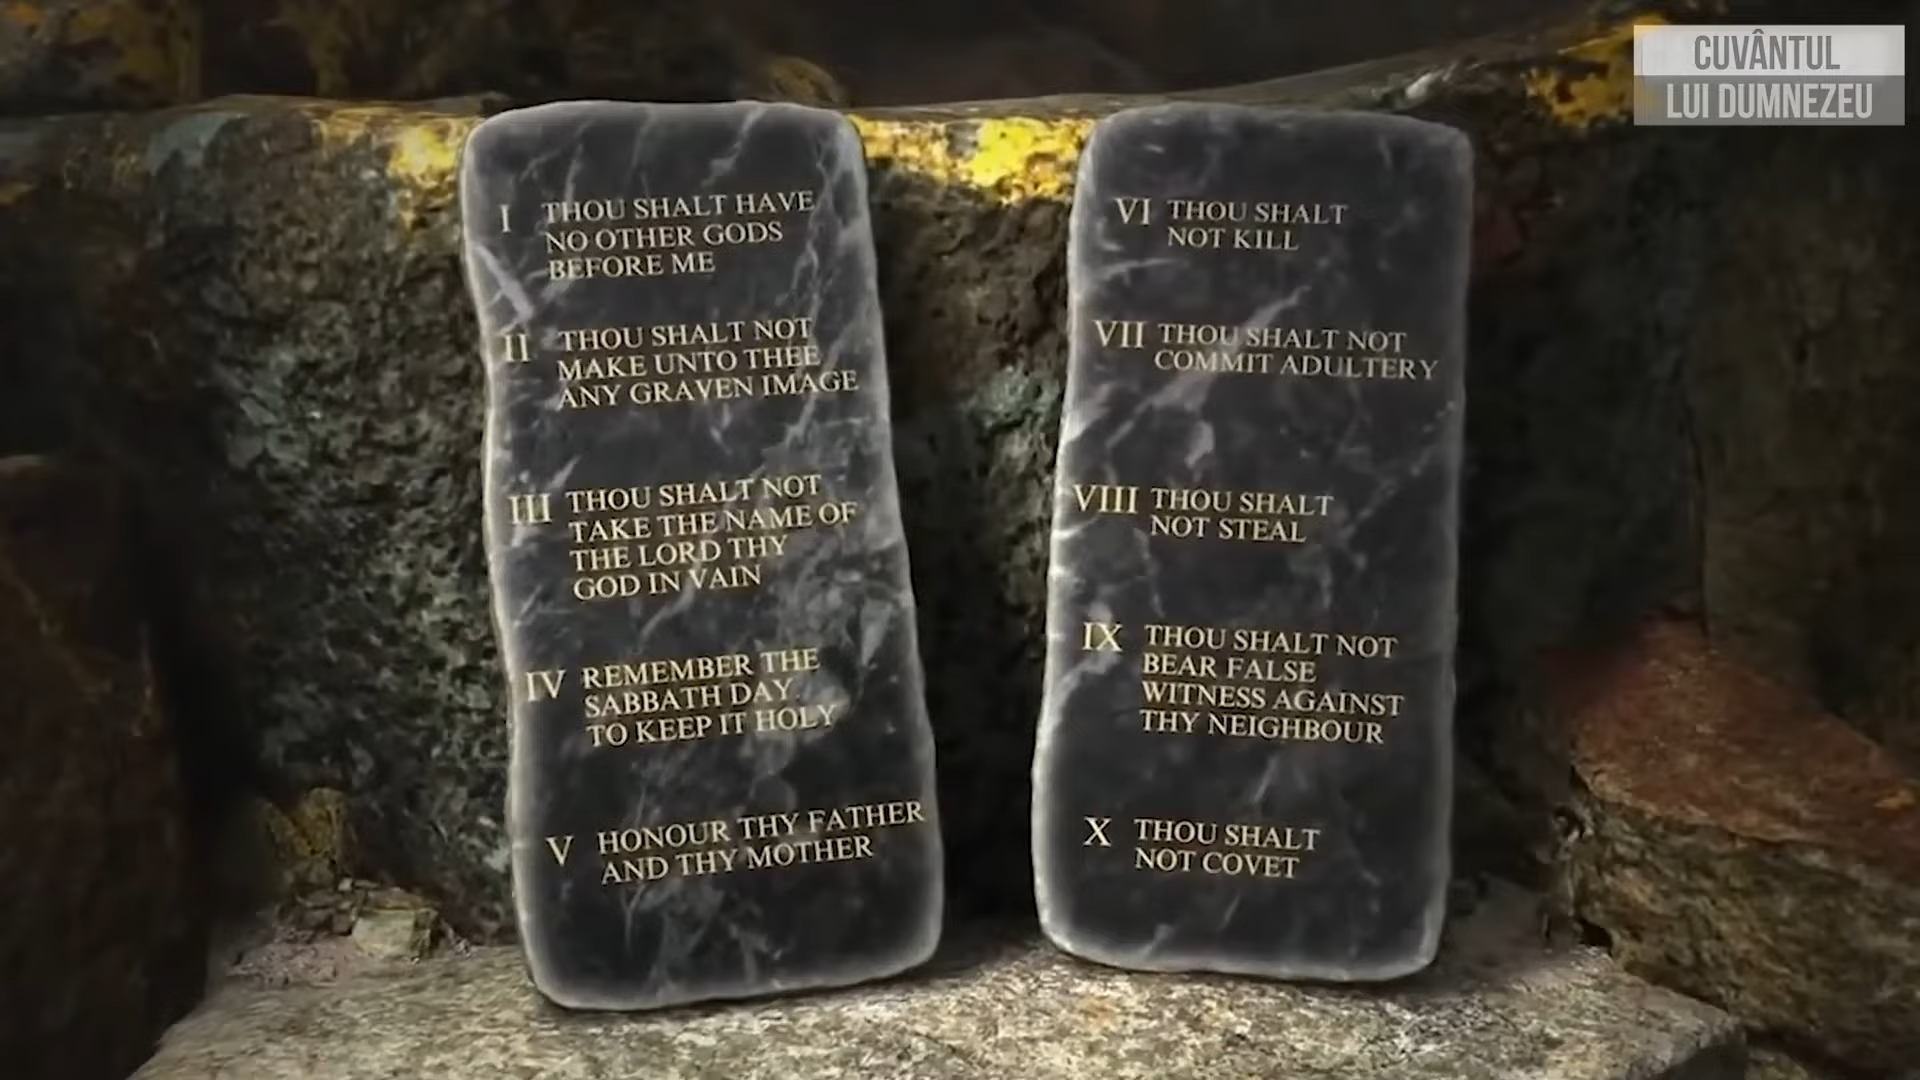 CUVÂNTUL
LUI DUMNEZEU
I THOU SHALT HAVE
NO OTHER GODS
BEFORE ME
II THOU SHALT NOT
MAKE UNTO THEE
ANY GRAVEN IMAGE
III THOU SHALT NOT
TAKE THE NAME OF
THE LORD THY
GOD IN VAIN
IV REMEMBER THE
SABBATH DAY
TO KEEP IT HOLY
V HONOUR THY FATHER
AND THY MOTHER
VI THOU SHALT
NOT KILL
VII THOU SHALT NOT
COMMIT ADULTERY
VIII THOU SHALT
NOT STEAL
IX THOU SHALT NOT
BEAR FALSE
WITNESS AGAINST
THY NEIGHBOUR
X THOU SHALT
NOT COVET